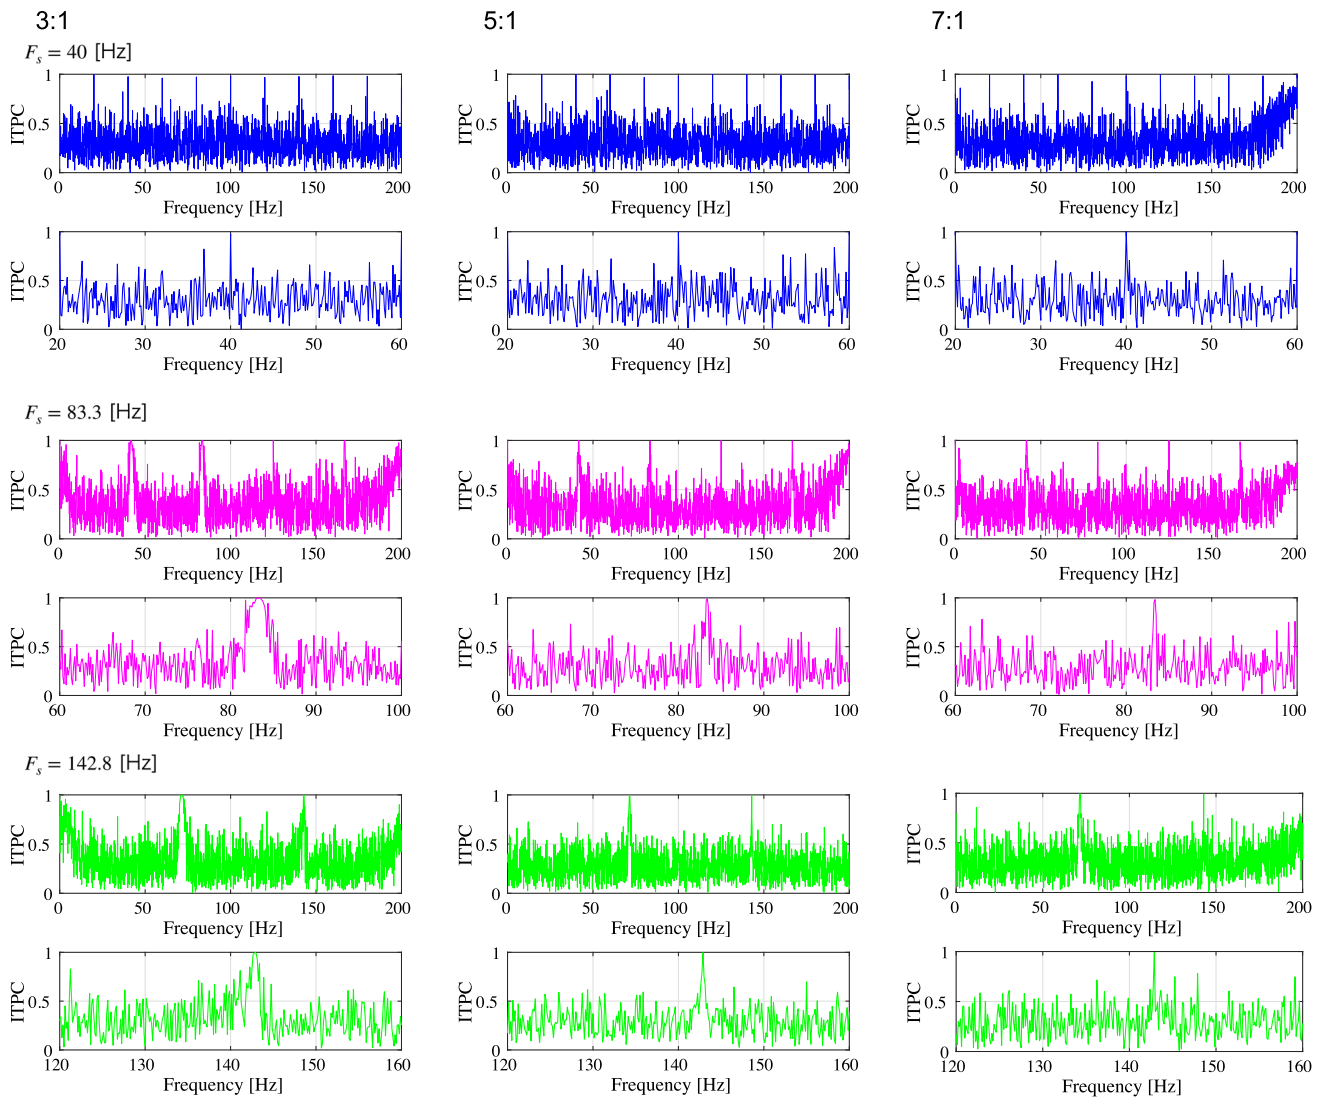 3:1 5:1 7:1
F_s = 40 [Hz]
ITPC 1 0.5 0 ITPC 1 0.5 0 ITPC 1 0.5 0
0 50 100 150 200 0 50 100 150 200 0 50 100 150 200
Frequency [Hz] Frequency [Hz] Frequency [Hz]
ITPC 1 0.5 0 ITPC 1 0.5 0 ITPC 1 0.5 0
20 30 40 50 60 20 30 40 50 60 20 30 40 50 60
Frequency [Hz] Frequency [Hz] Frequency [Hz]
F_s = 83.3 [Hz]
ITPC 1 0.5 0 ITPC 1 0.5 0 ITPC 1 0.5 0
0 50 100 150 200 0 50 100 150 200 0 50 100 150 200
Frequency [Hz] Frequency [Hz] Frequency [Hz]
ITPC 1 0.5 0 ITPC 1 0.5 0 ITPC 1 0.5 0
60 70 80 90 100 60 70 80 90 100 60 70 80 90 100
Frequency [Hz] Frequency [Hz] Frequency [Hz]
F_s = 142.8 [Hz]
ITPC 1 0.5 0 ITPC 1 0.5 0 ITPC 1 0.5 0
0 50 100 150 200 0 50 100 150 200 0 50 100 150 200
Frequency [Hz] Frequency [Hz] Frequency [Hz]
ITPC 1 0.5 0 ITPC 1 0.5 0 ITPC 1 0.5 0
120 130 140 150 160 120 130 140 150 160 120 130 140 150 160
Frequency [Hz] Frequency [Hz] Frequency [Hz]